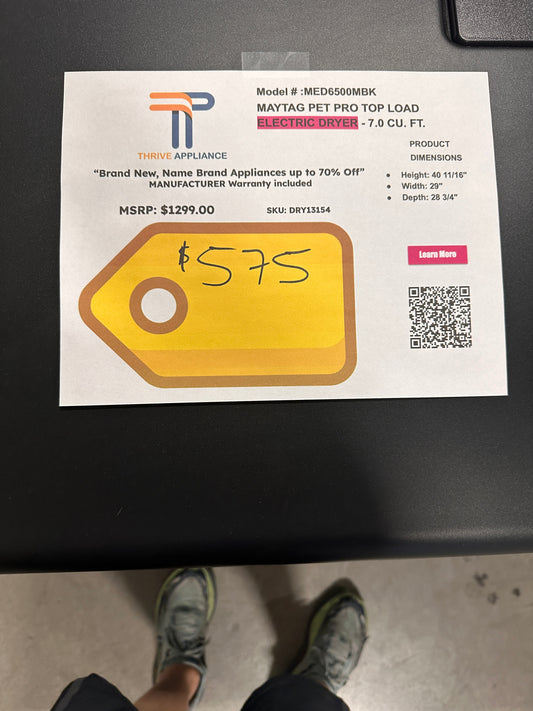 Model # :MED6500MBK
MAYTAG PET PRO TOP LOAD
ELECTRIC DRYER - 7.0 CU. FT.
THRIVE APPLIANCE
"Brand New, Name Brand Appliances up to 70% Off"
MANUFACTURER Warranty included
PRODUCT
DIMENSIONS
• Height: 40 11/16"
• Width: 29"
• Depth: 28 3/4"
MSRP: $1299.00
SKU: DRY13154
$575
Learn More